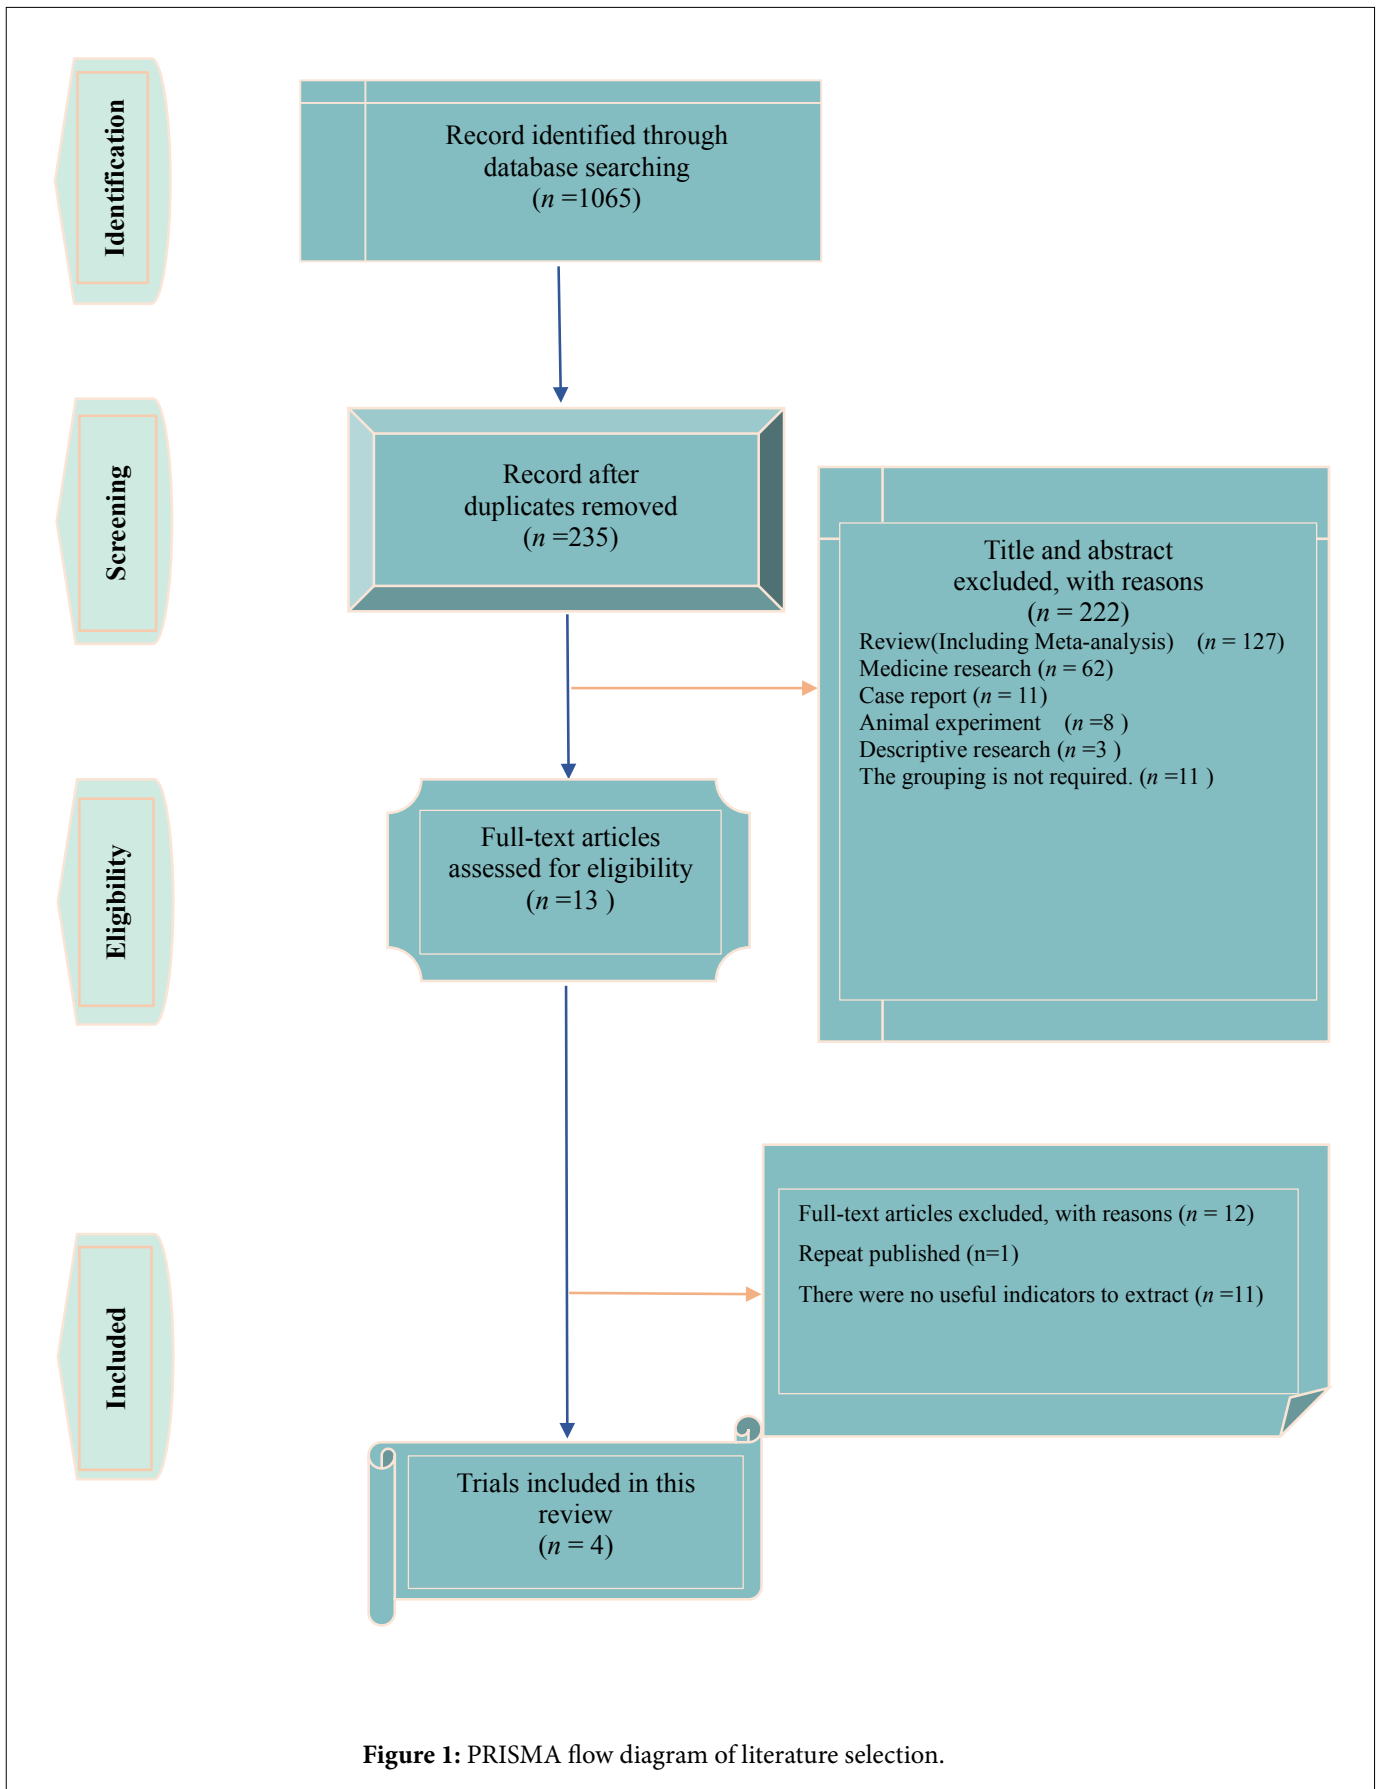 Identification
Record identified through
database searching
(n =1065)
Screening
Record after
duplicates removed
(n =235)
Title and abstract
excluded, with reasons
(n = 222)
Review(Including Meta-analysis) (n = 127)
Medicine research (n = 62)
Case report (n = 11)
Animal experiment (n =8 )
Descriptive research (n =3 )
The grouping is not required. (n =11 )
Eligibility
Full-text articles
assessed for eligibility
(n =13 )
Full-text articles excluded, with reasons (n = 12)
Repeat published (n=1)
There were no useful indicators to extract (n =11)
Included
Trials included in this
review
(n = 4)
Figure 1: PRISMA flow diagram of literature selection.